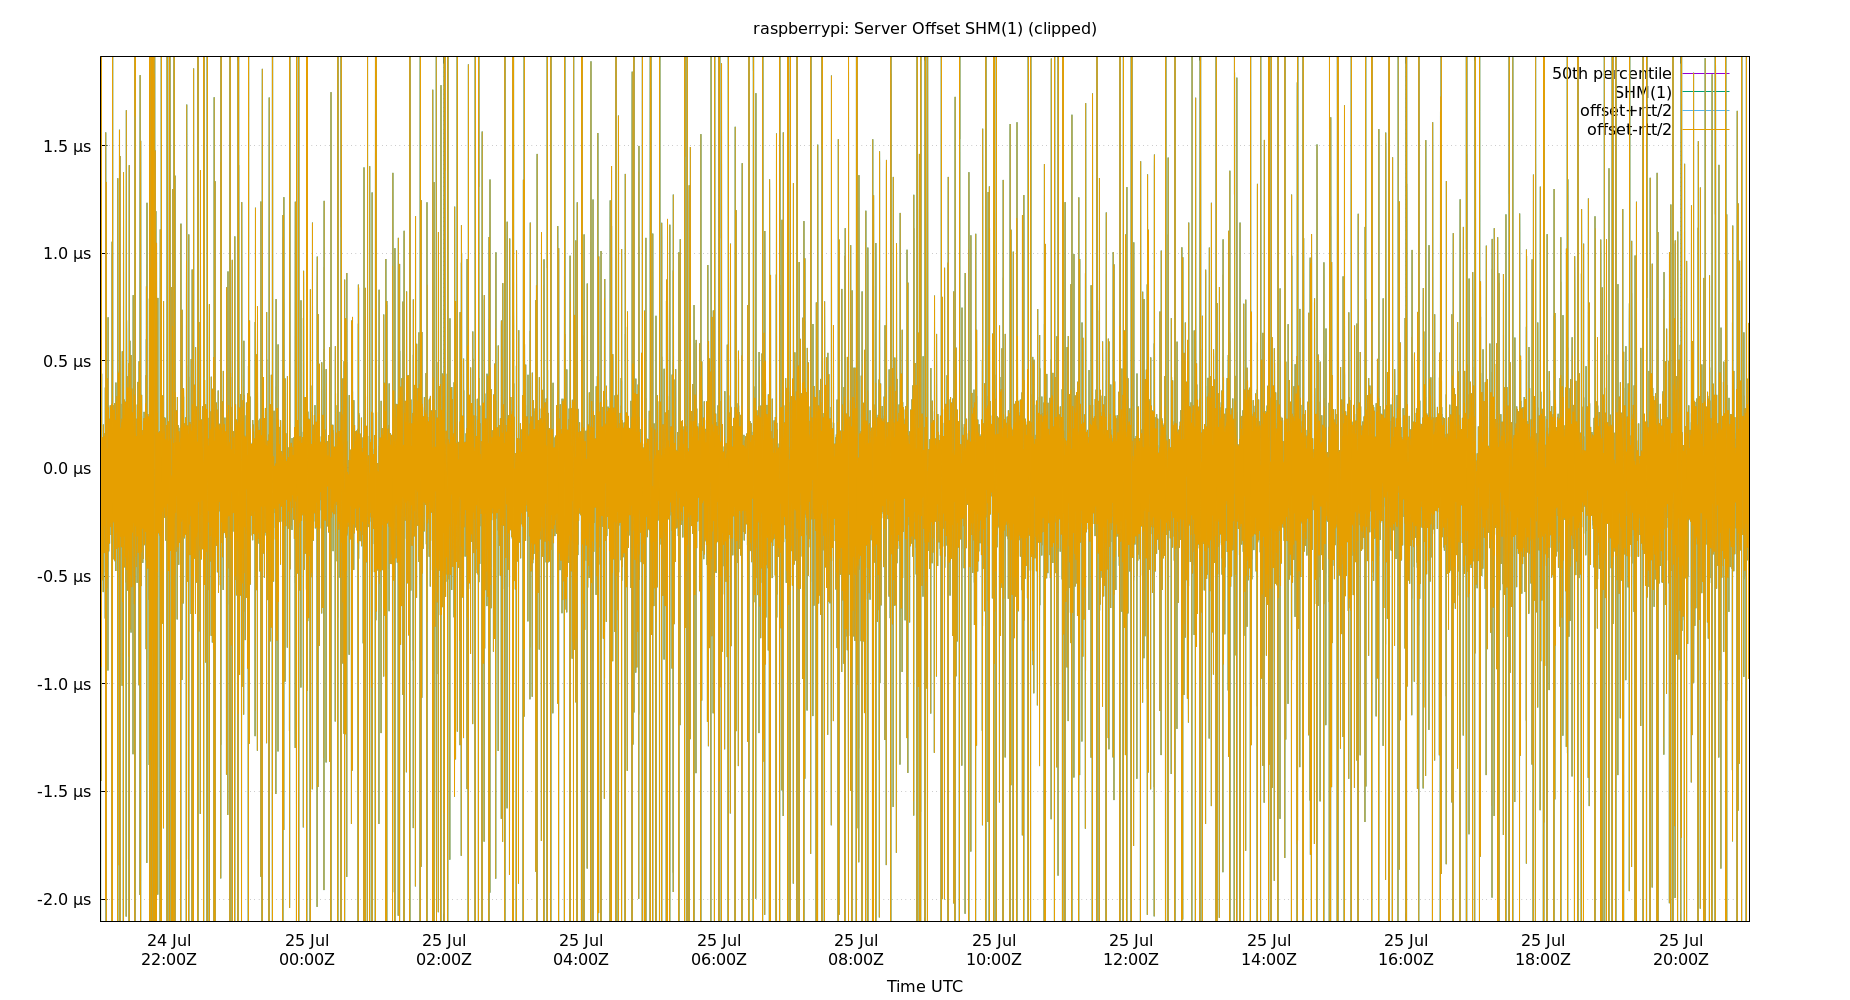 raspberrypi: Server Offset SHM(1) (clipped)
50th percentile
SHM(1)
offset+rtt/2
offset-rtt/2
1.5 µs
1.0 µs
0.5 µs
0.0 µs
-0.5 µs
-1.0 µs
-1.5 µs
-2.0 µs
24 Jul 25 Jul 25 Jul 25 Jul 25 Jul 25 Jul 25 Jul 25 Jul 25 Jul 25 Jul 25 Jul 25 Jul
22:00Z 00:00Z 02:00Z 04:00Z 06:00Z 08:00Z 10:00Z 12:00Z 14:00Z 16:00Z 18:00Z 20:00Z
Time UTC